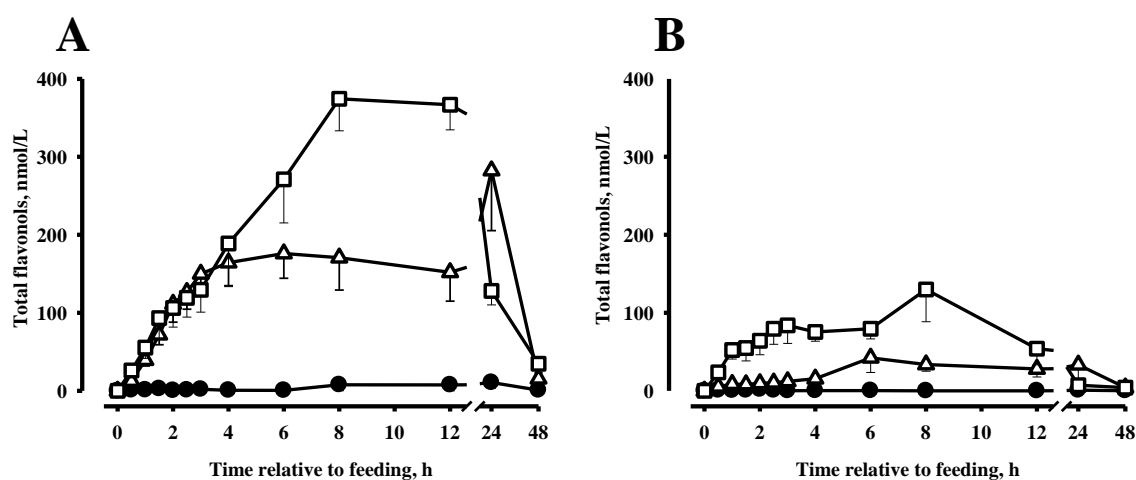 A
B
400
300
200
100
0
Total flavonols, nmol/L
0 2 4 6 8 10 12 24 48
Time relative to feeding, h
400
300
200
100
0
Total flavonols, nmol/L
0 2 4 6 8 10 12 24 48
Time relative to feeding, h